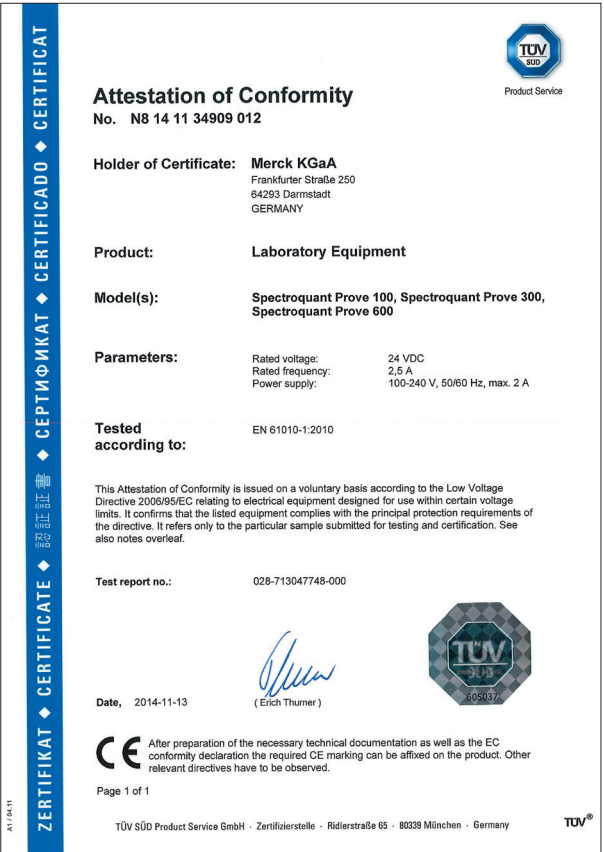 ZERTIFIKAT ◆ CERTIFICATE ◆ 認証証書 ◆ СЕРТИФИКАТ ◆ CERTIFICADO ◆ CERTIFICAT
A1 / 04.11
TÜV
SÜD
Product Service
Attestation of Conformity
No. N8 14 11 34909 012
Holder of Certificate: Merck KGaA
Frankfurter Straße 250
64293 Darmstadt
GERMANY
Product: Laboratory Equipment
Model(s): Spectroquant Prove 100, Spectroquant Prove 300,
Spectroquant Prove 600
Parameters: Rated voltage: 24 VDC
Rated frequency: 2,5 A
Power supply: 100-240 V, 50/60 Hz, max. 2 A
Tested
according to: EN 61010-1:2010
This Attestation of Conformity is issued on a voluntary basis according to the Low Voltage
Directive 2006/95/EC relating to electrical equipment designed for use within certain voltage
limits. It confirms that the listed equipment complies with the principal protection requirements of
the directive. It refers only to the particular sample submitted for testing and certification. See
also notes overleaf.
Test report no.: 028-713047748-000
TÜV
605037
Date, 2014-11-13 ( Erich Thurner )
CE
After preparation of the necessary technical documentation as well as the EC
conformity declaration the required CE marking can be affixed on the product. Other
relevant directives have to be observed.
Page 1 of 1
TÜV SÜD Product Service GmbH · Zertifizierstelle · Ridlerstraße 65 · 80339 München · Germany
TÜV®